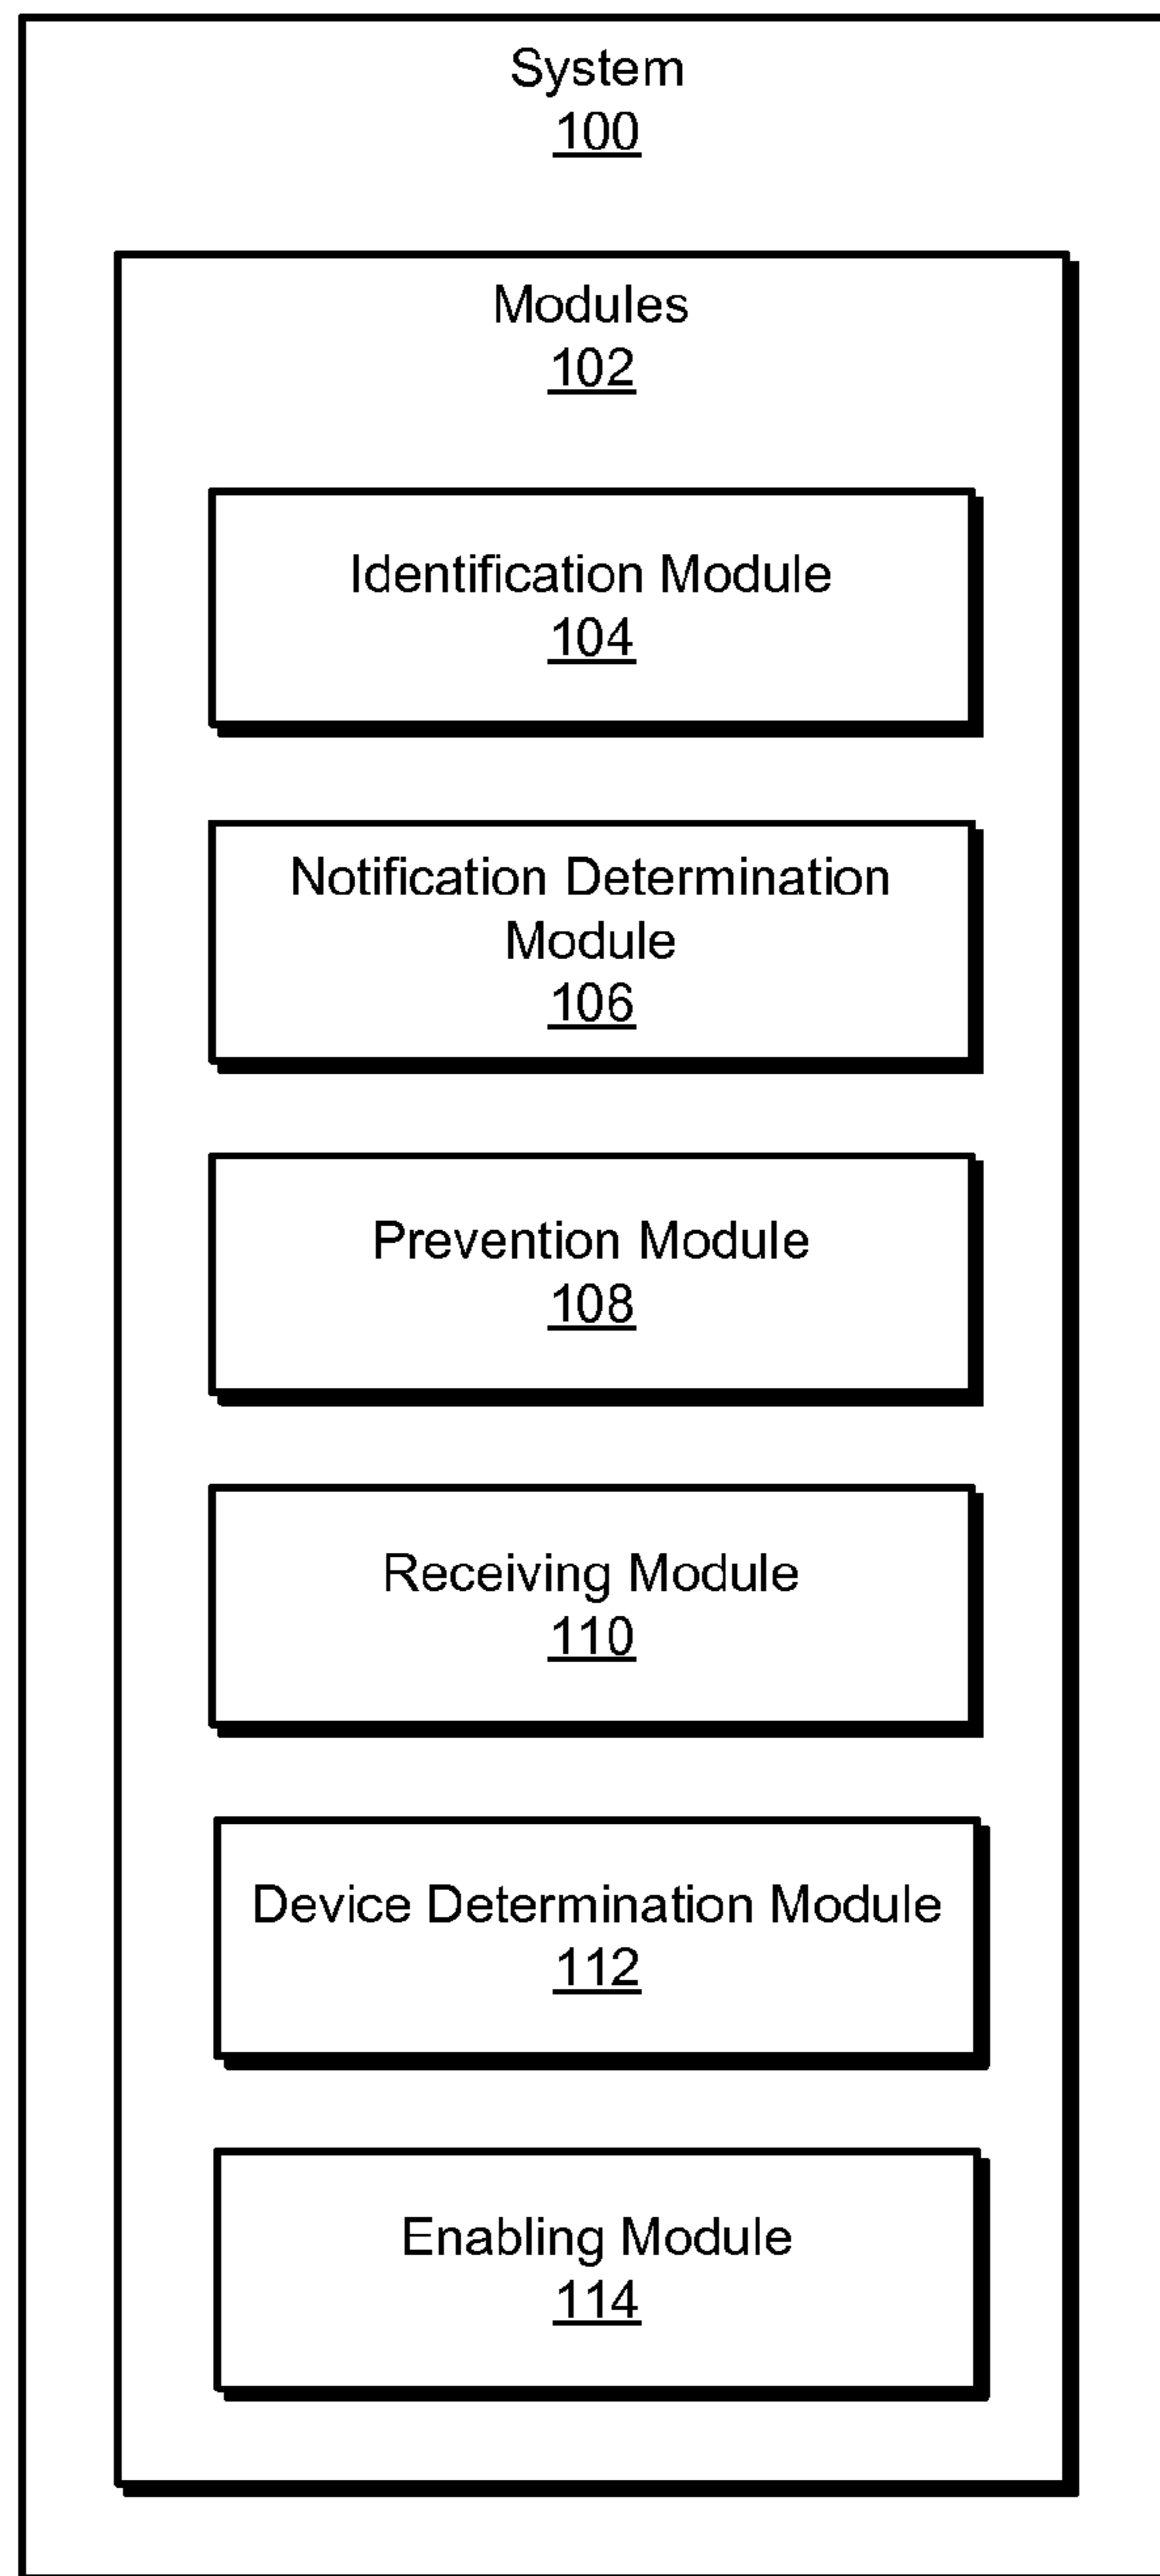 System
100
Modules
102
Identification Module
104
Notification Determination
Module
106
Prevention Module
108
Receiving Module
110
Device Determination Module
112
Enabling Module
114